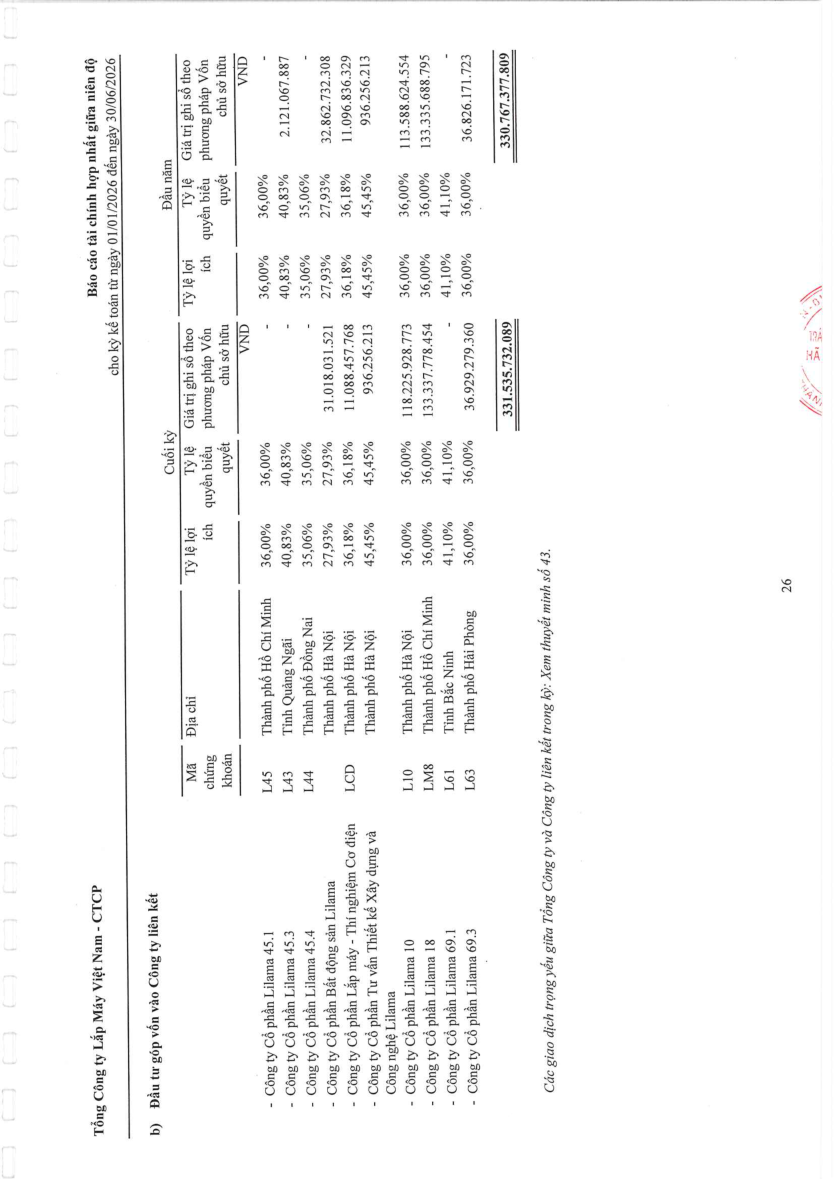 Tổng Công ty Lắp Máy Việt Nam - CTCP
Báo cáo tài chính hợp nhất giữa niên độ
cho kỳ kế toán từ ngày 01/01/2026 đến ngày 30/06/2026
b) Đầu tư góp vốn vào Công ty liên kết
Cuối kỳ Đầu năm
Mã chứng khoán Địa chỉ Tỷ lệ lợi ích Tỷ lệ quyền biểu quyết Giá trị ghi sổ theo phương pháp Vốn chủ sở hữu Tỷ lệ lợi ích Tỷ lệ quyền biểu quyết Giá trị ghi sổ theo phương pháp Vốn chủ sở hữu
VND VND
- Công ty Cổ phần Lilama 45.1 L45 Thành phố Hồ Chí Minh 36,00% 36,00% - 36,00% 36,00% -
- Công ty Cổ phần Lilama 45.3 L43 Tỉnh Quảng Ngãi 40,83% 40,83% - 40,83% 40,83% 2.121.067.887
- Công ty Cổ phần Lilama 45.4 L44 Thành phố Đồng Nai 35,06% 35,06% - 35,06% 35,06% -
- Công ty Cổ phần Bất động sản Lilama Thành phố Hà Nội 27,93% 27,93% 31.018.031.521 27,93% 27,93% 32.862.732.308
- Công ty Cổ phần Lắp máy - Thí nghiệm Cơ điện LCD Thành phố Hà Nội 36,18% 36,18% 11.088.457.768 36,18% 36,18% 11.096.836.329
- Công ty Cổ phần Tư vấn Thiết kế Xây dựng và Thành phố Hà Nội 45,45% 45,45% 936.256.213 45,45% 45,45% 936.256.213
Công nghệ Lilama
- Công ty Cổ phần Lilama 10 L10 Thành phố Hà Nội 36,00% 36,00% 118.225.928.773 36,00% 36,00% 113.588.624.554
- Công ty Cổ phần Lilama 18 LM8 Thành phố Hồ Chí Minh 36,00% 36,00% 133.337.778.454 36,00% 36,00% 133.335.688.795
- Công ty Cổ phần Lilama 69.1 L61 Tỉnh Bắc Ninh 41,10% 41,10% - 41,10% 41,10% -
- Công ty Cổ phần Lilama 69.3 L63 Thành phố Hải Phòng 36,00% 36,00% 36.929.279.360 36,00% 36,00% 36.826.171.723
331.535.732.089 330.767.377.809
Các giao dịch trọng yếu giữa Tổng Công ty và Công ty liên kết trong kỳ: Xem thuyết minh số 43.
26